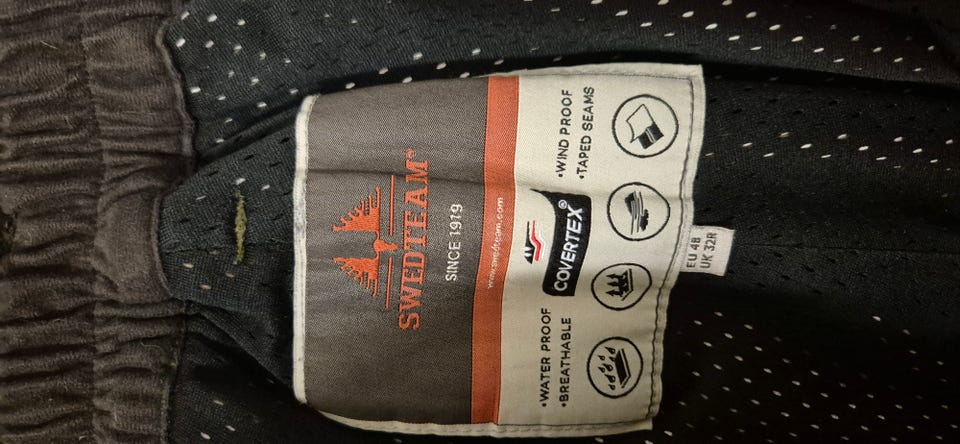 SWEDTEAM®
SINCE 1919
www.swedteam.com
•WATER PROOF
•BREATHABLE
COVERTEX®
•WIND PROOF
•TAPED SEAMS
EU 48
UK 32R